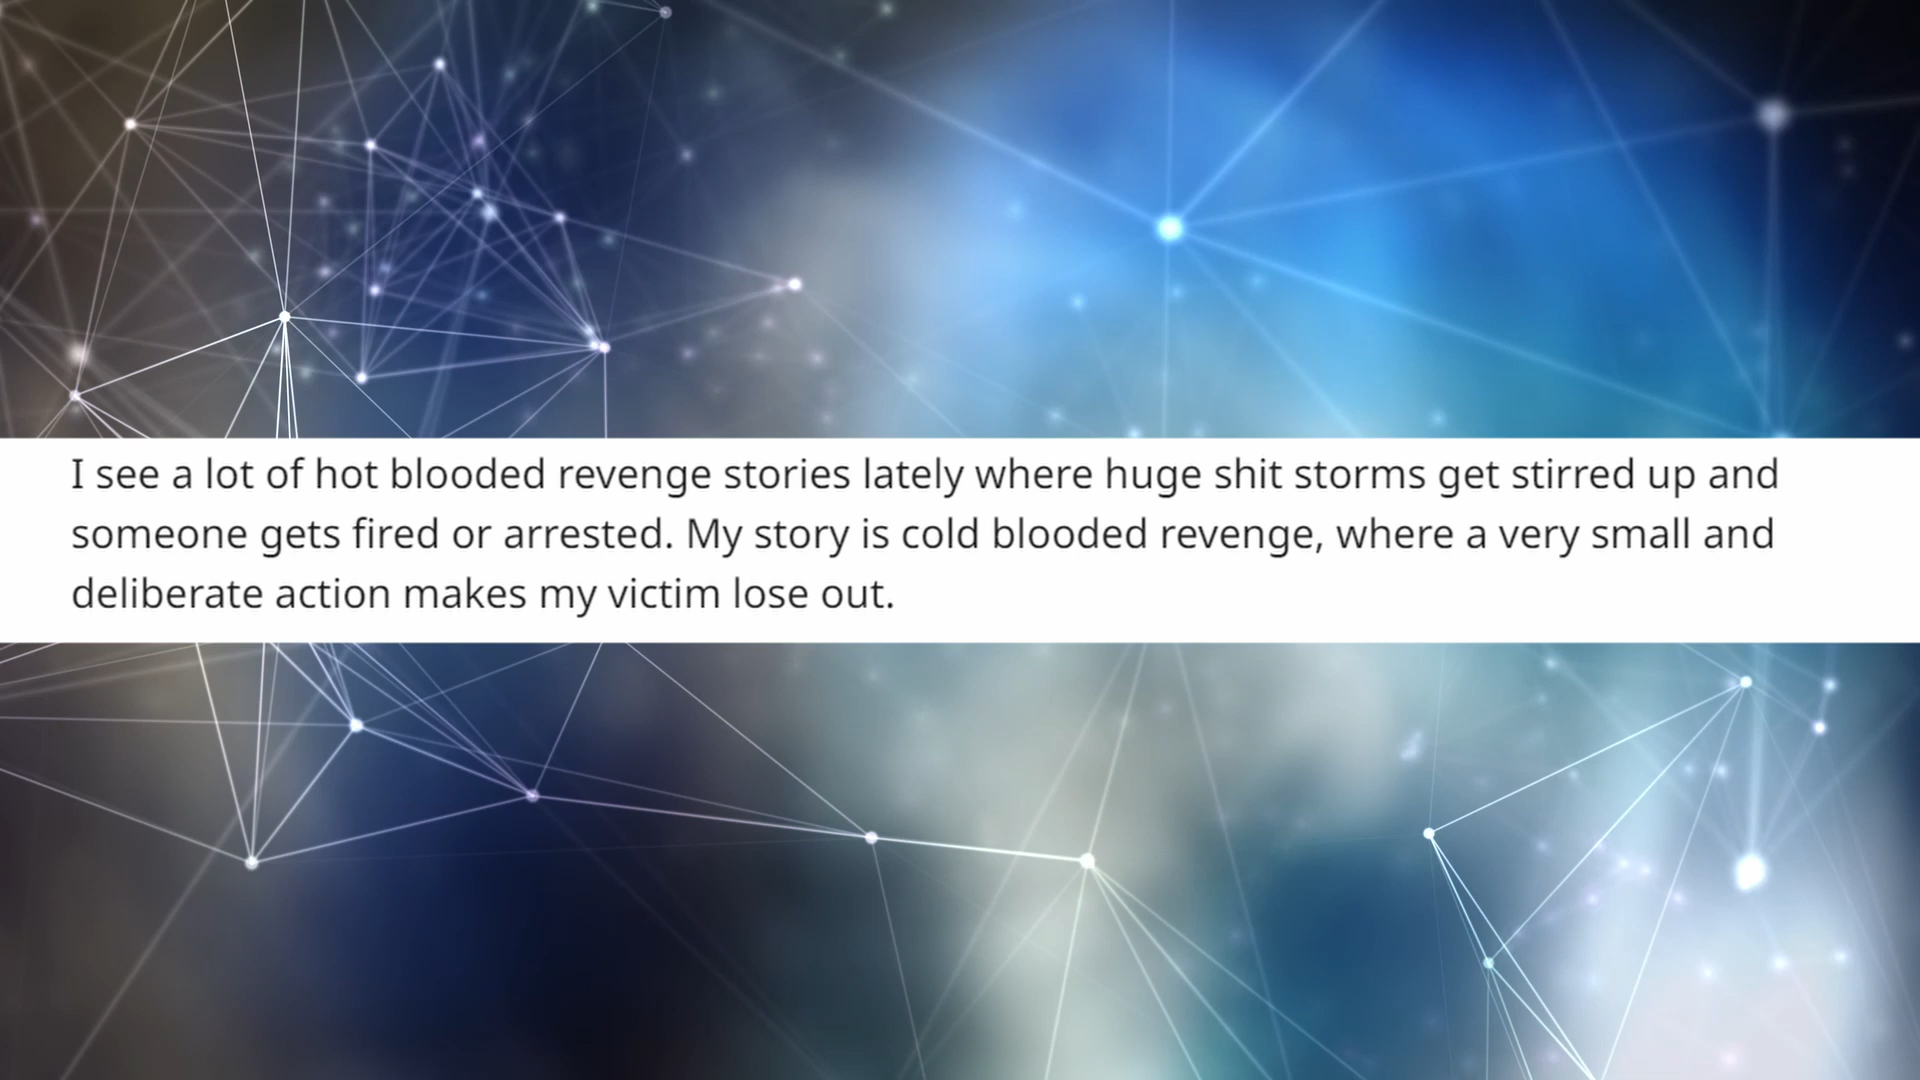 I see a lot of hot blooded revenge stories lately where huge shit storms get stirred up and
someone gets fired or arrested. My story is cold blooded revenge, where a very small and
deliberate action makes my victim lose out.